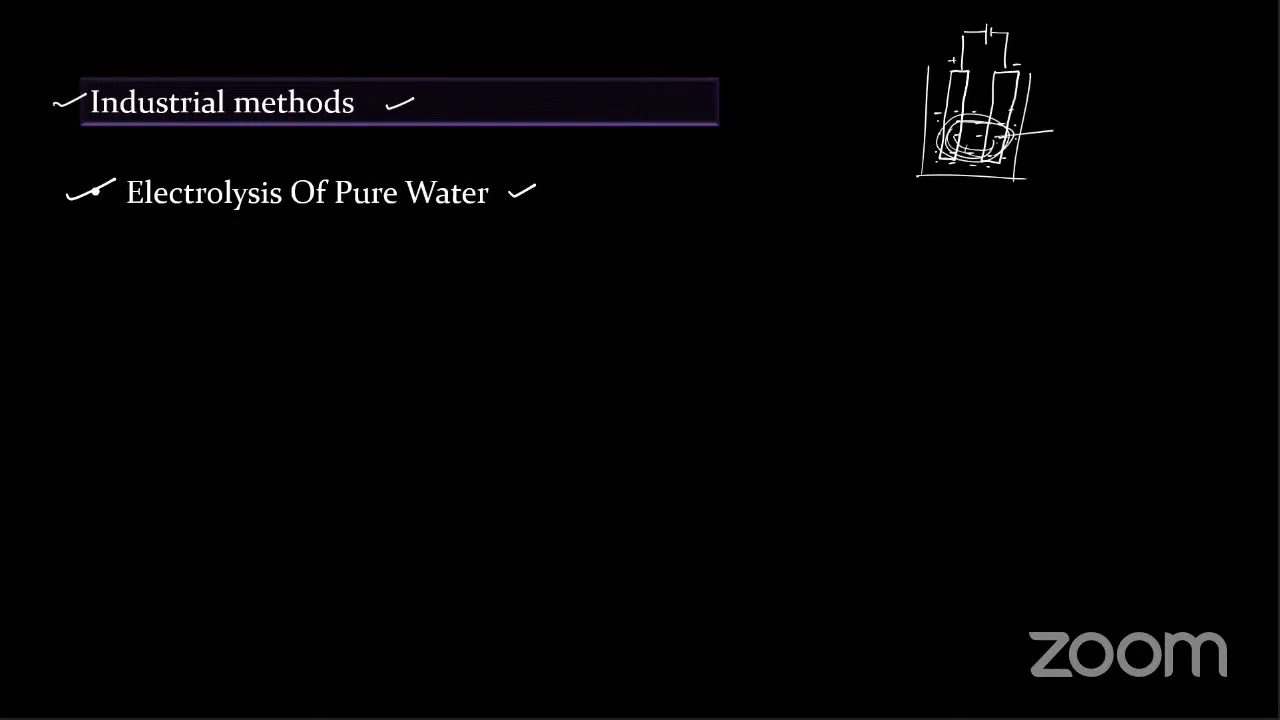 Industrial methods
• Electrolysis Of Pure Water
+ -
zoom